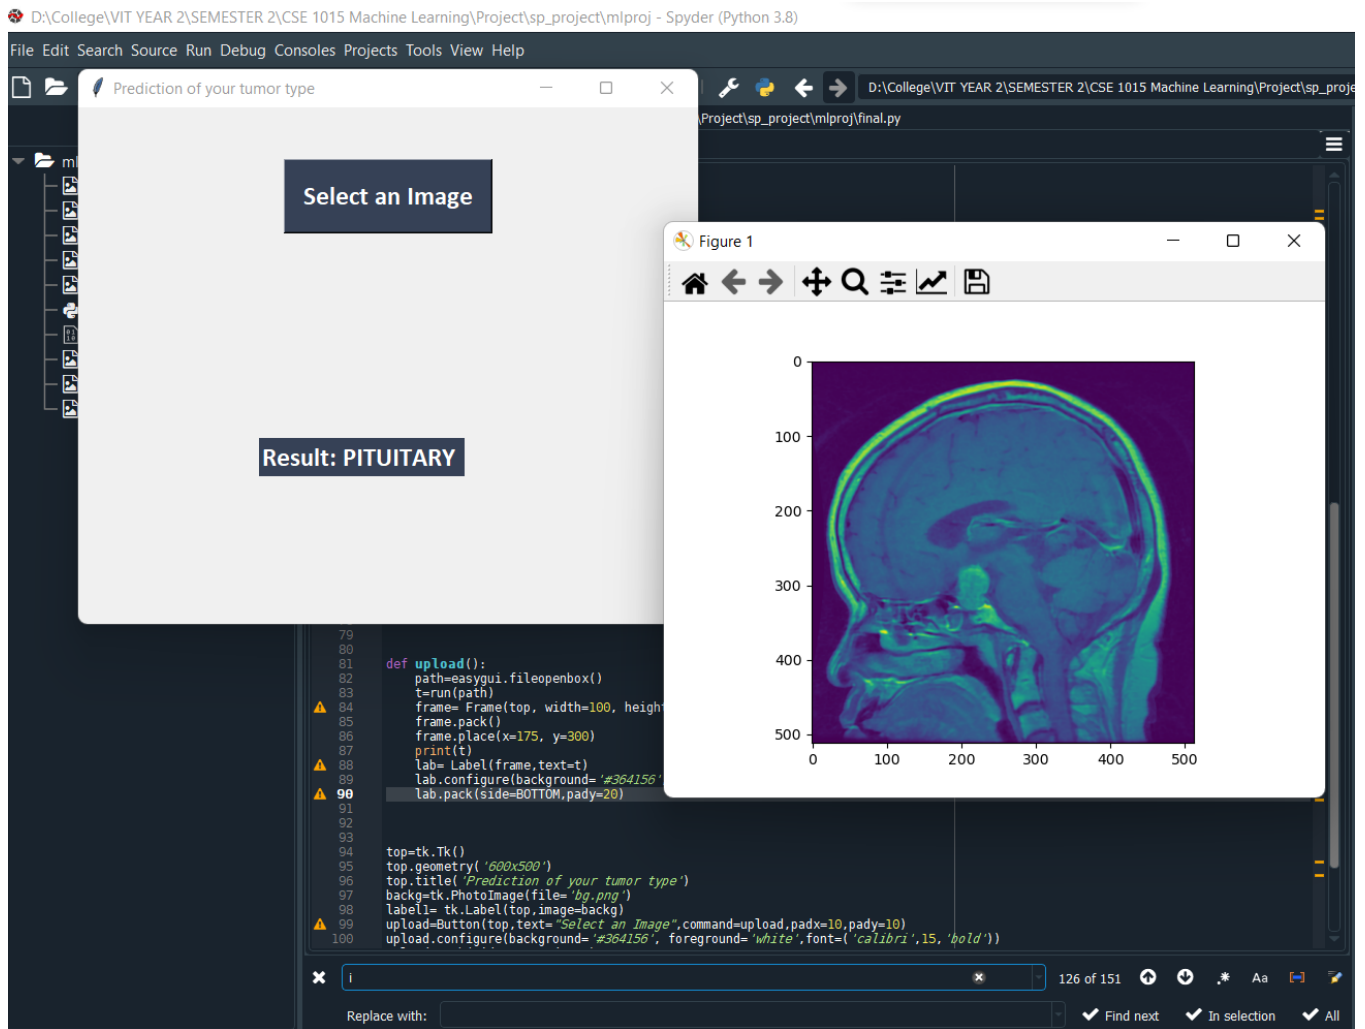 D:\College\VIT YEAR 2\SEMESTER 2\CSE 1015 Machine Learning\Project\sp_project\mlproj - Spyder (Python 3.8)
File Edit Search Source Run Debug Consoles Projects Tools View Help
Prediction of your tumor type
D:\College\VIT YEAR 2\SEMESTER 2\CSE 1015 Machine Learning\Project\sp_proje
\Project\sp_project\mlproj\final.py
ml
Select an Image
Result: PITUITARY
Figure 1
0
100
200
300
400
500
0 100 200 300 400 500
79
80
81 def upload():
82 path=easygui.fileopenbox()
83 t=run(path)
84 frame= Frame(top, width=100, heigh
85 frame.pack()
86 frame.place(x=175, y=300)
87 print(t)
88 lab= Label(frame,text=t)
89 lab.configure(background='#364156'
90 lab.pack(side=BOTTOM,pady=20)
91
92
93
94 top=tk.Tk()
95 top.geometry('600x500')
96 top.title('Prediction of your tumor type')
97 backg=tk.PhotoImage(file='bg.png')
98 label1= tk.Label(top,image=backg)
99 upload=Button(top,text="Select an Image",command=upload,padx=10,pady=10)
100 upload.configure(background='#364156', foreground='white',font=('calibri',15,'bold'))
i
126 of 151
.* Aa
Replace with:
Find next
In selection
All